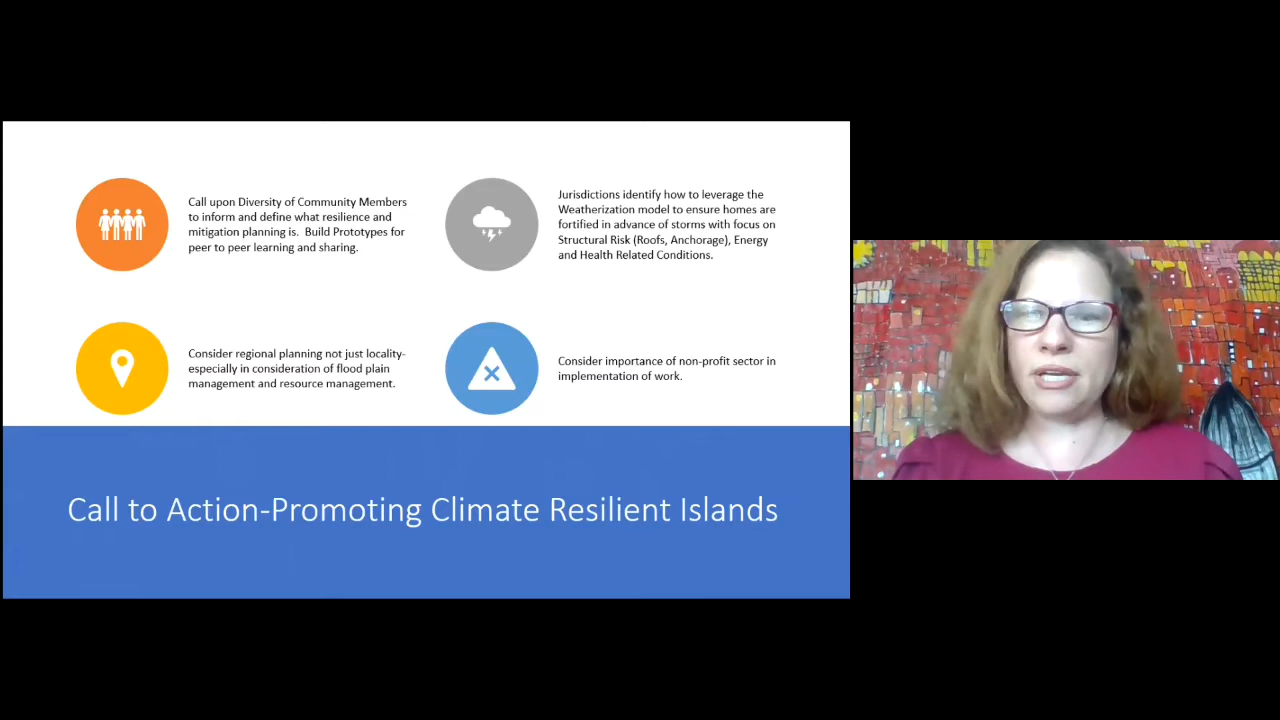 Call upon Diversity of Community Members
to inform and define what resilience and
mitigation planning is.  Build Prototypes for
peer to peer learning and sharing.
Jurisdictions identify how to leverage the
Weatherization model to ensure homes are
fortified in advance of storms with focus on
Structural Risk (Roofs, Anchorage), Energy
and Health Related Conditions.
Consider regional planning not just locality-
especially in consideration of flood plain
management and resource management.
Consider importance of non-profit sector in
implementation of work.
Call to Action-Promoting Climate Resilient Islands